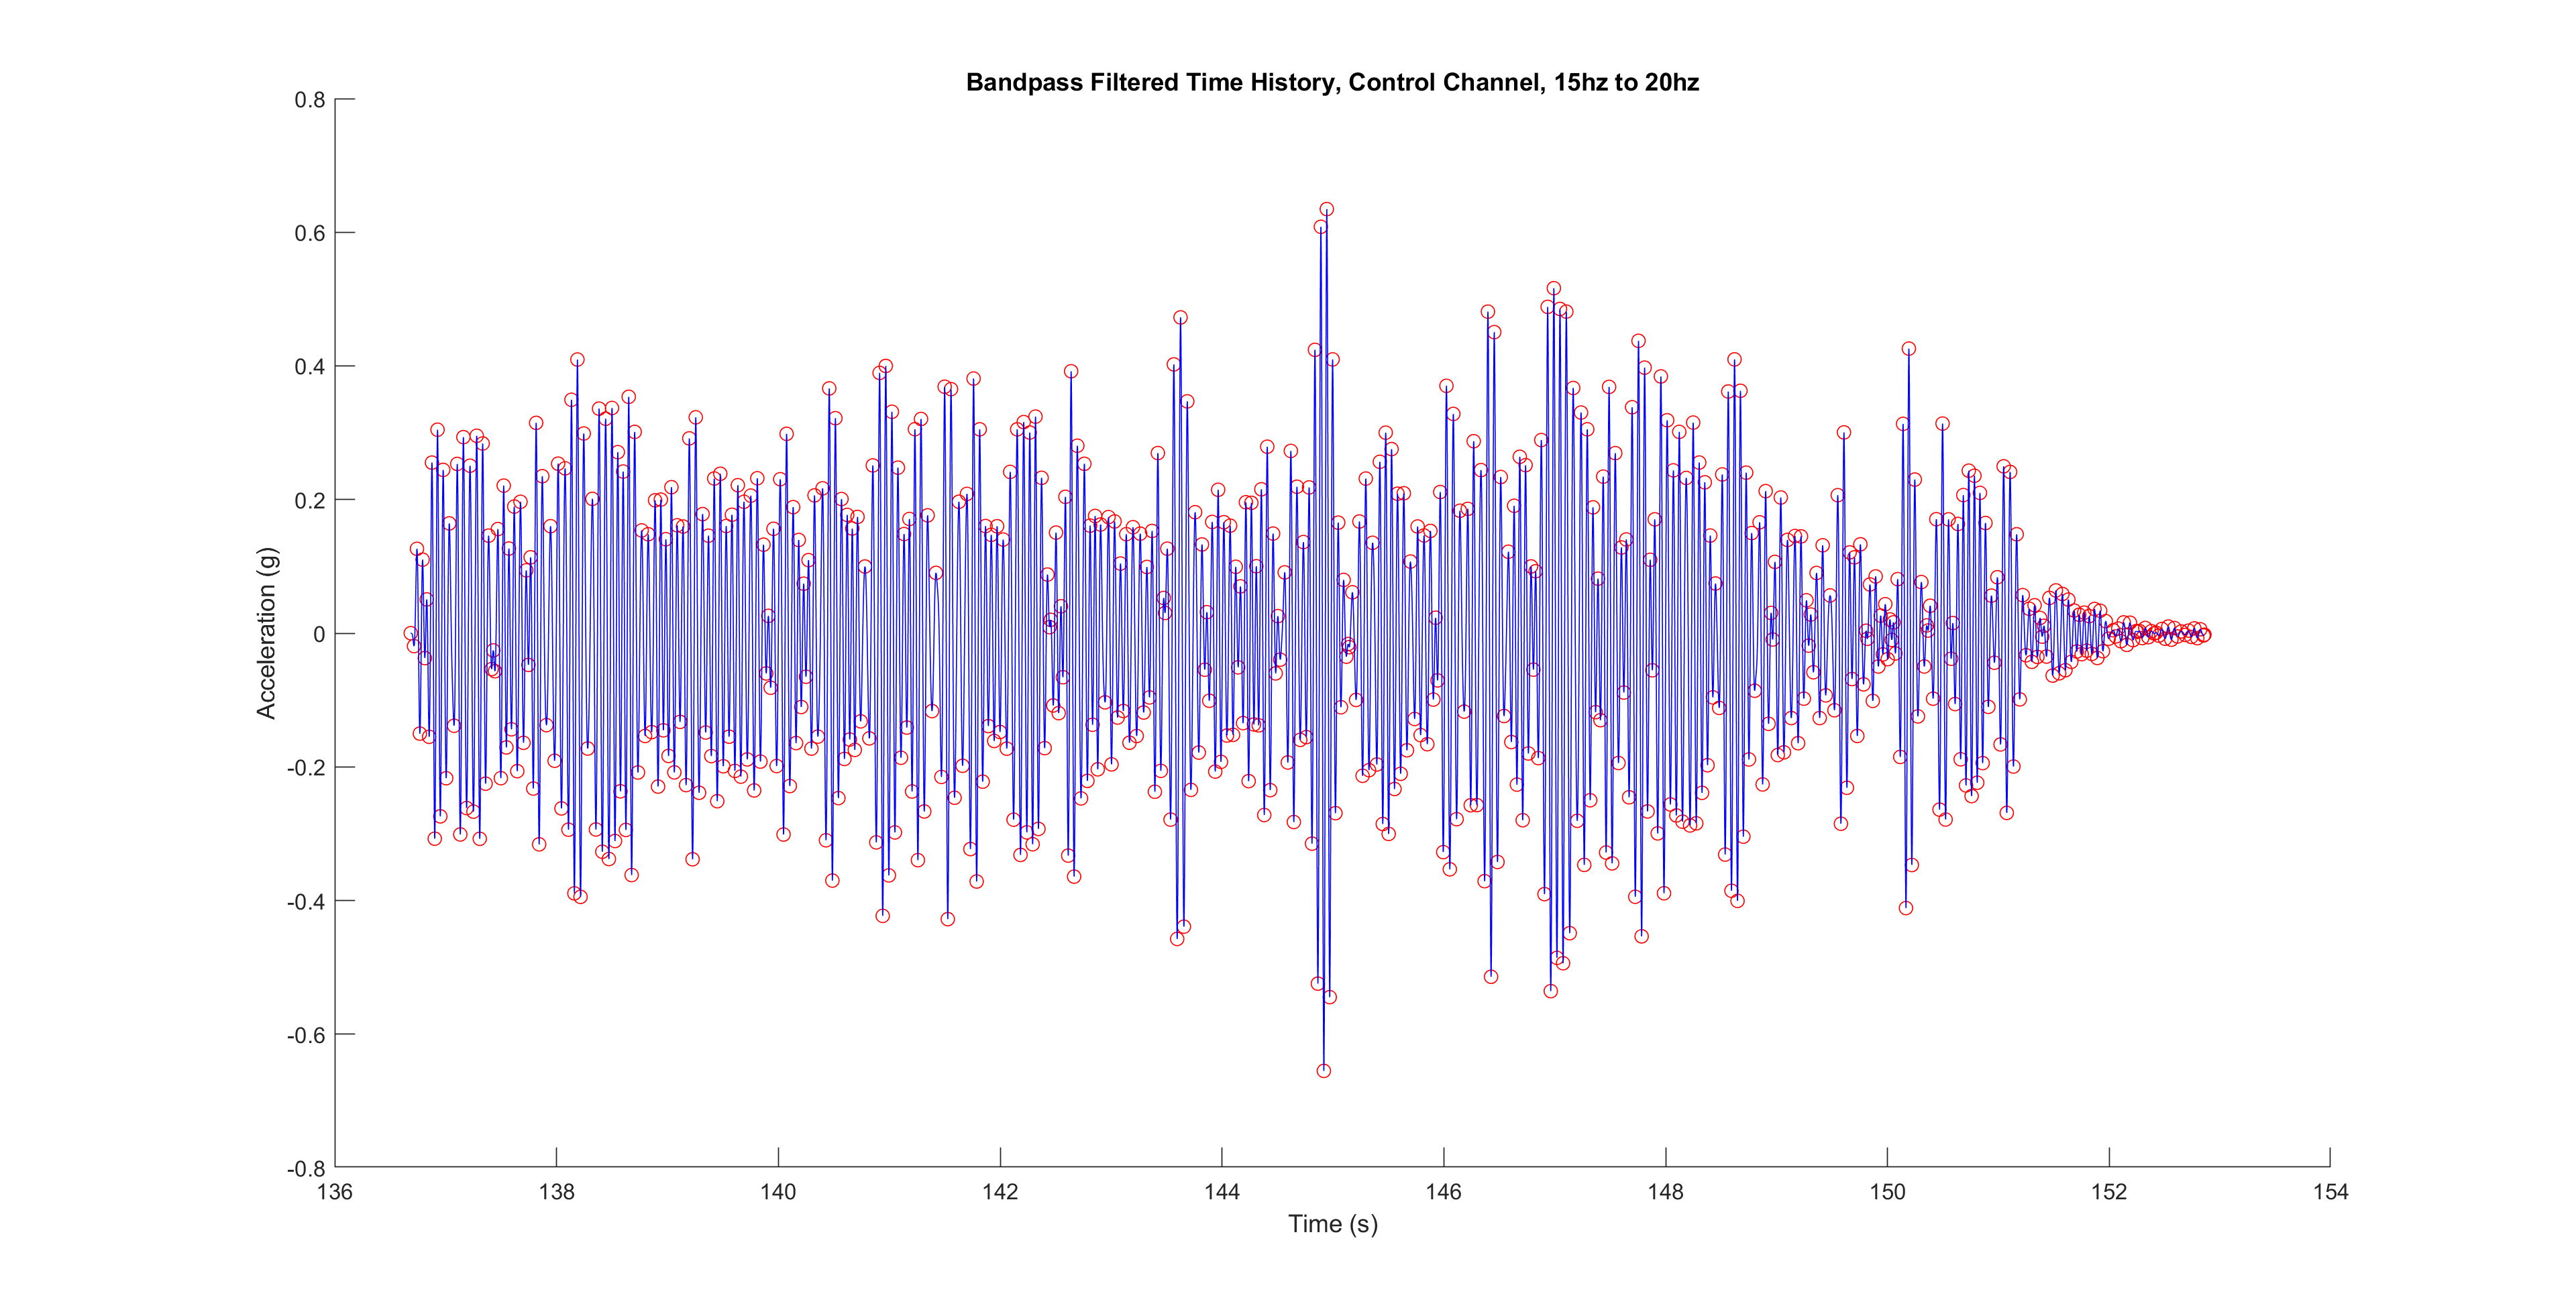 Bandpass Filtered Time History, Control Channel, 15hz to 20hz
0.8
0.6
0.4
0.2
0
-0.2
-0.4
-0.6
-0.8
Acceleration (g)
136 138 140 142 144 146 148 150 152 154
Time (s)